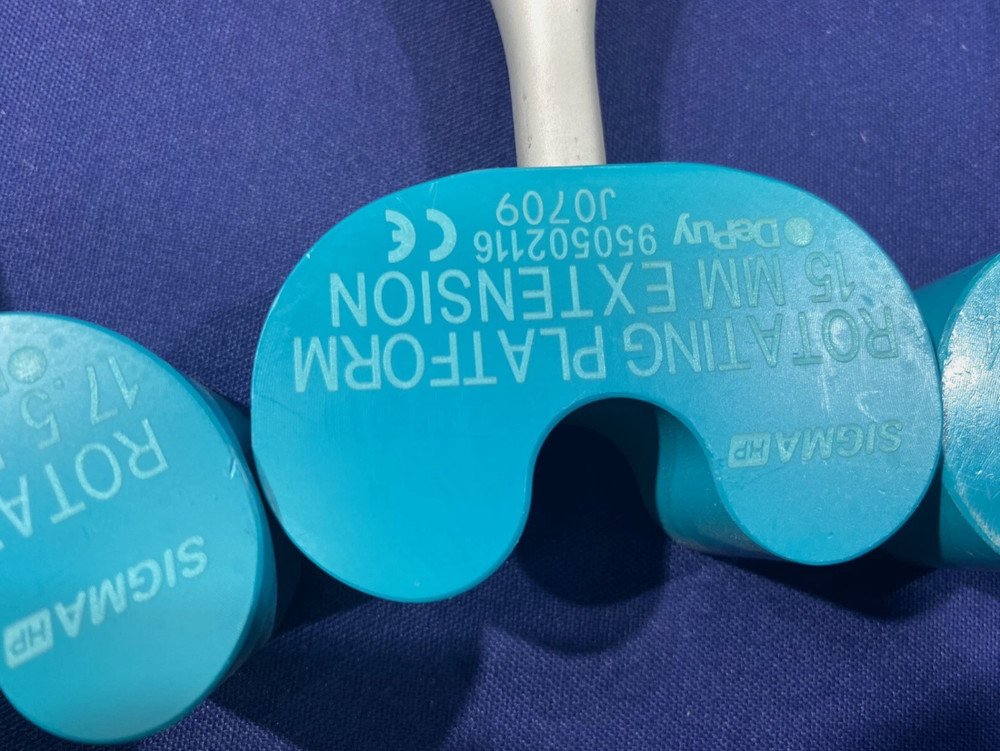 SIGMA HP
ROTATING PLATFORM
15 MM EXTENSION
DePuy 950502116 CE
J0709
SIGMA HP
ROTA
17.5